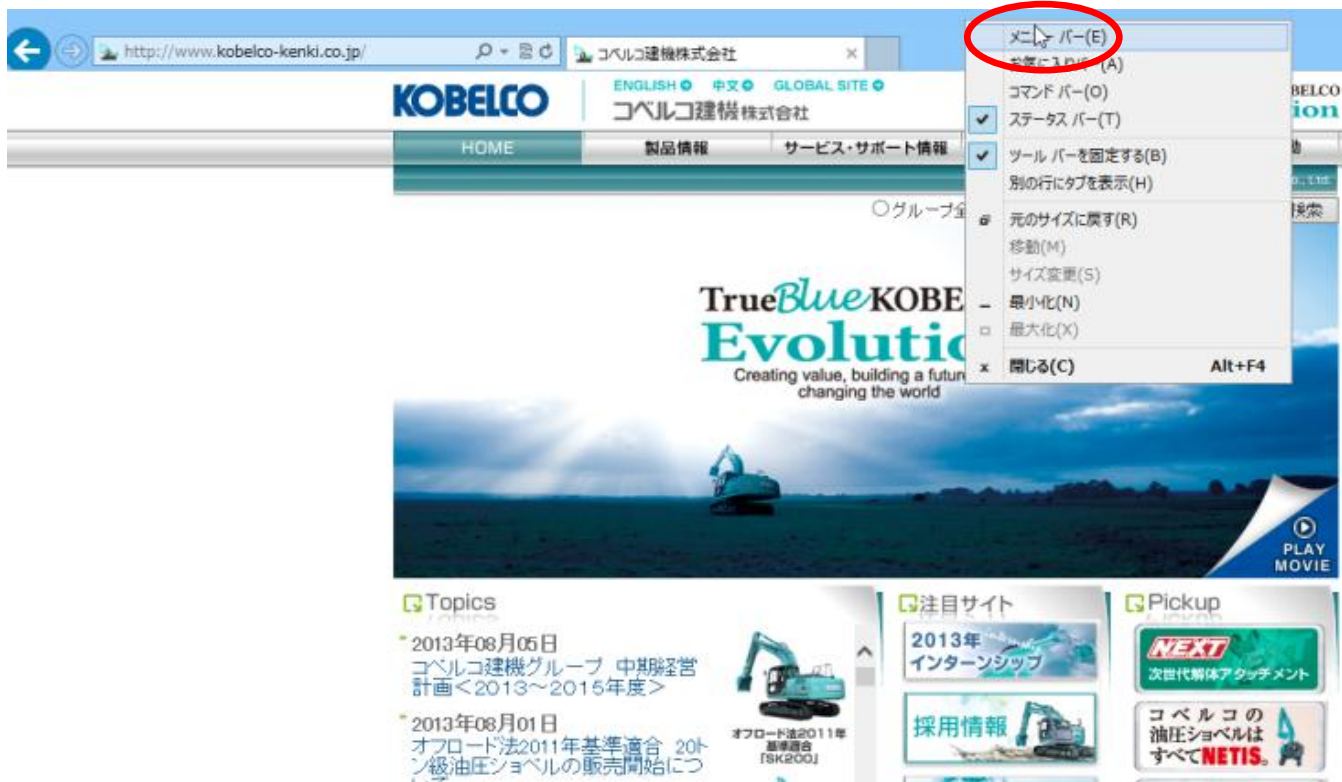 http://www.kobelco-kenki.co.jp/
コベルコ建機株式会社
メニュー バー(E)
お気に入りバー(A)
コマンド バー(O)
ステータス バー(T)
ツール バーを固定する(B)
別の行にタブを表示(H)
元のサイズに戻す(R)
移動(M)
サイズ変更(S)
最小化(N)
最大化(X)
閉じる(C) Alt+F4
KOBELCO
ENGLISH 中文 GLOBAL SITE
コベルコ建機株式会社
BELCO
ion
HOME 製品情報 サービス・サポート情報
動
o., Ltd.
グループ全
検索
TrueBlueKOBE
Evolutio
Creating value, building a future
changing the world
PLAY
MOVIE
Topics
2013年08月05日
コベルコ建機グループ 中期経営
計画<2013~2015年度>
2013年08月01日
オフロード法2011年基準適合 20ト
ン級油圧ショベルの販売開始につ
オフロード法2011年
基準適合
「SK200」
注目サイト
2013年
インターンシップ
採用情報
Pickup
NEXT
次世代解体アタッチメント
コベルコの
油圧ショベルは
すべてNETIS。